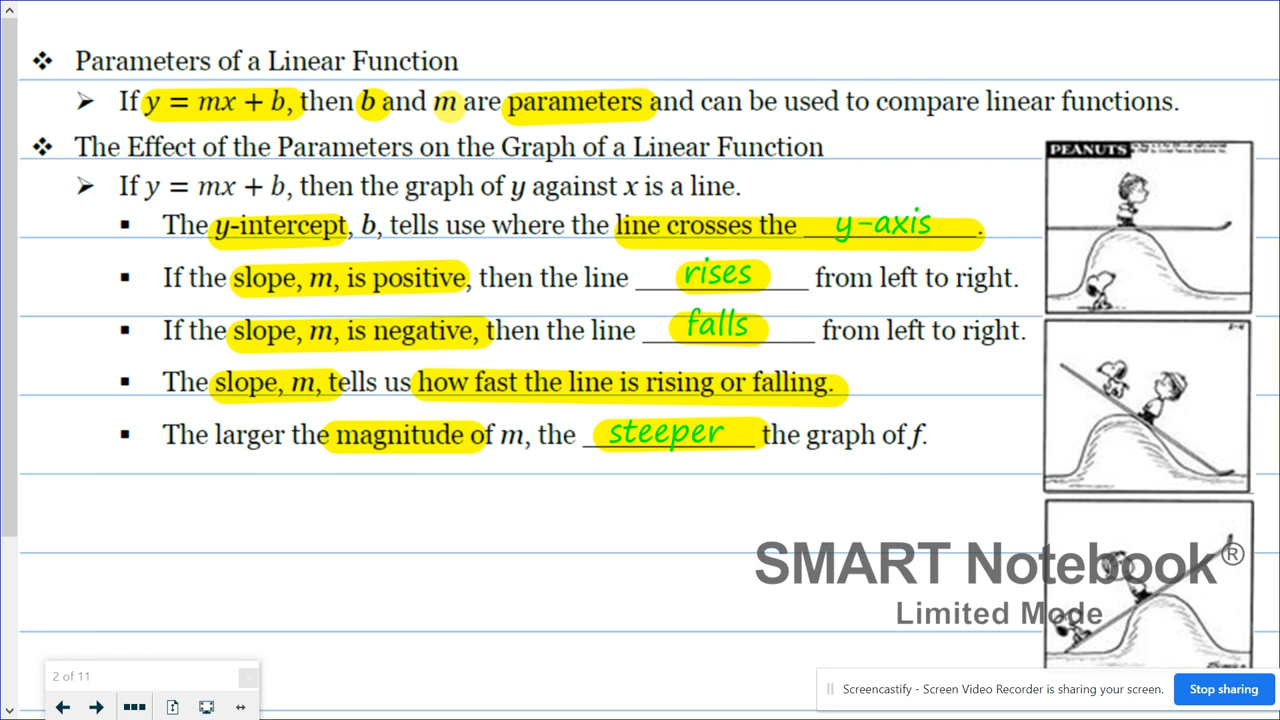 ❖ Parameters of a Linear Function
➤ If y = mx + b, then b and m are parameters and can be used to compare linear functions.
❖ The Effect of the Parameters on the Graph of a Linear Function
➤ If y = mx + b, then the graph of y against x is a line.
▪ The y-intercept, b, tells use where the line crosses the y-axis.
▪ If the slope, m, is positive, then the line rises from left to right.
▪ If the slope, m, is negative, then the line falls from left to right.
▪ The slope, m, tells us how fast the line is rising or falling.
▪ The larger the magnitude of m, the steeper the graph of f.
PEANUTS
SMART Notebook®
Limited Mode
2 of 11
Screencastify - Screen Video Recorder is sharing your screen.
Stop sharing